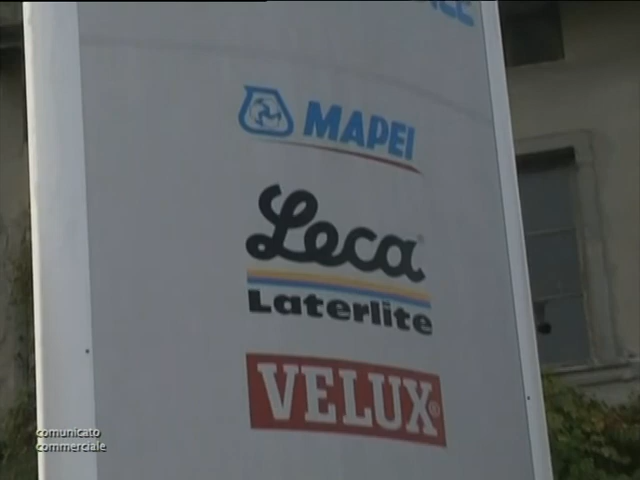 MAPEI
Leca
Laterlite
VELUX®
comunicato
commerciale